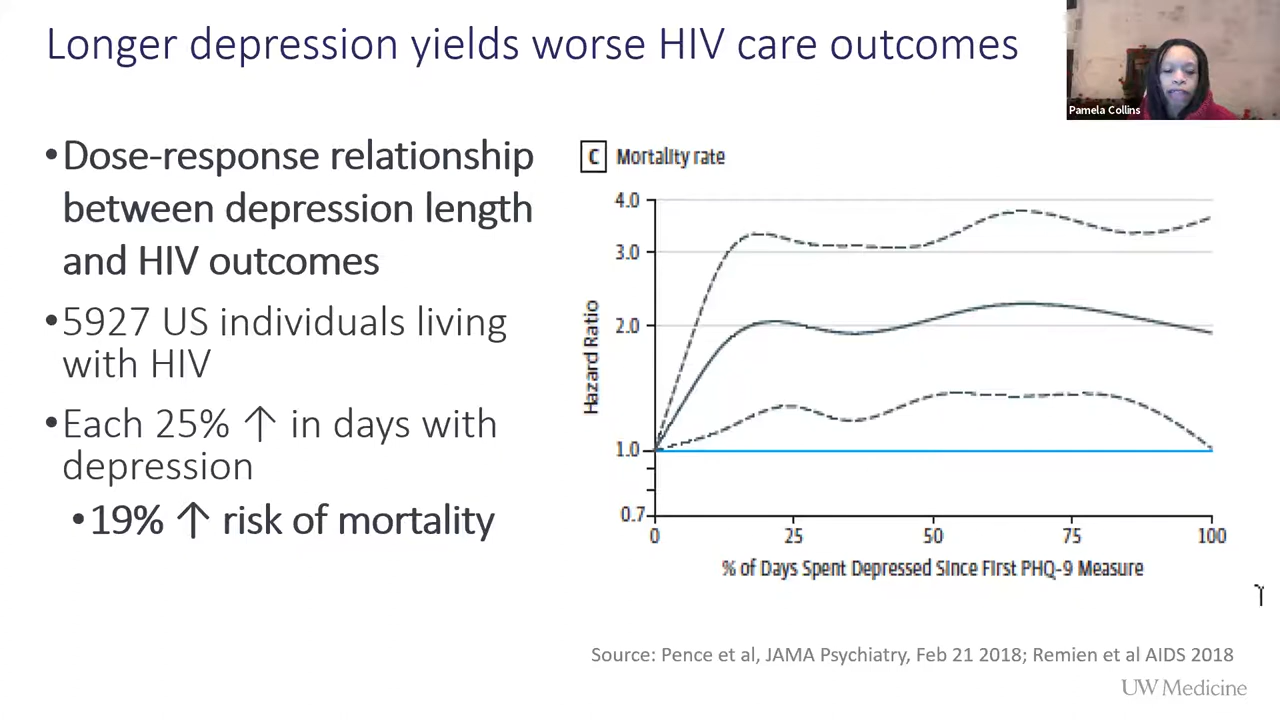 Longer depression yields worse HIV care outcomes
Pamela Collins
•Dose-response relationship
between depression length
and HIV outcomes
•5927 US individuals living
with HIV
•Each 25% ↑ in days with
depression
•19% ↑ risk of mortality
C Mortality rate
4.0
3.0
2.0
1.0
0.7
Hazard Ratio
0 25 50 75 100
% of Days Spent Depressed Since First PHQ-9 Measure
Source: Pence et al, JAMA Psychiatry, Feb 21 2018; Remien et al AIDS 2018
UW Medicine